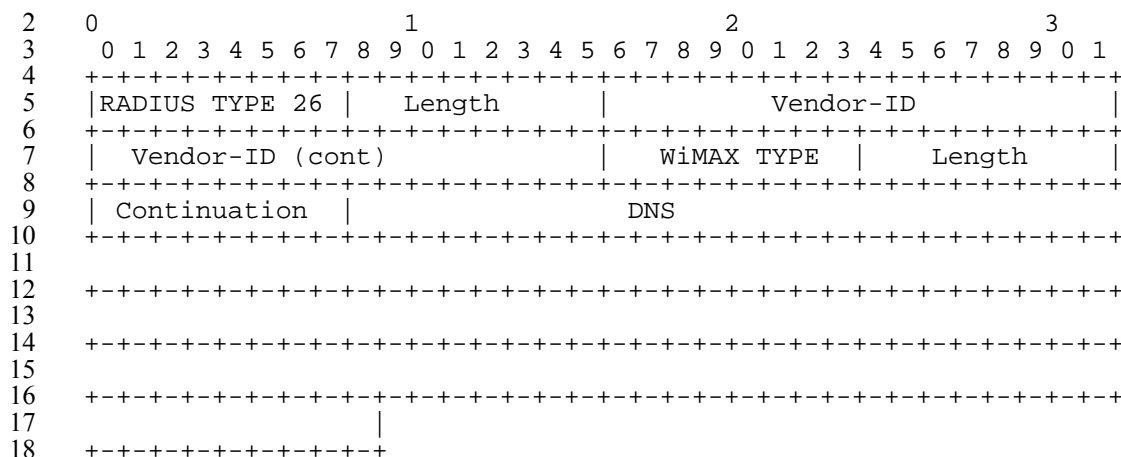 2 0 1 2 3
3 0 1 2 3 4 5 6 7 8 9 0 1 2 3 4 5 6 7 8 9 0 1 2 3 4 5 6 7 8 9 0 1
4 +-+-+-+-+-+-+-+-+-+-+-+-+-+-+-+-+-+-+-+-+-+-+-+-+-+-+-+-+-+-+-+-+
5 |RADIUS TYPE 26 | Length | Vendor-ID |
6 +-+-+-+-+-+-+-+-+-+-+-+-+-+-+-+-+-+-+-+-+-+-+-+-+-+-+-+-+-+-+-+-+
7 | Vendor-ID (cont) | WiMAX TYPE | Length |
8 +-+-+-+-+-+-+-+-+-+-+-+-+-+-+-+-+-+-+-+-+-+-+-+-+-+-+-+-+-+-+-+-+
9 | Continuation | DNS
10 +-+-+-+-+-+-+-+-+-+-+-+-+-+-+-+-+-+-+-+-+-+-+-+-+-+-+-+-+-+-+-+-+
11
12 +-+-+-+-+-+-+-+-+-+-+-+-+-+-+-+-+-+-+-+-+-+-+-+-+-+-+-+-+-+-+-+-+
13
14 +-+-+-+-+-+-+-+-+-+-+-+-+-+-+-+-+-+-+-+-+-+-+-+-+-+-+-+-+-+-+-+-+
15
16 +-+-+-+-+-+-+-+-+-+-+-+-+-+-+-+-+-+-+-+-+-+-+-+-+-+-+-+-+-+-+-+-+
17 |
18 +-+-+-+-+-+-+-+-+-+